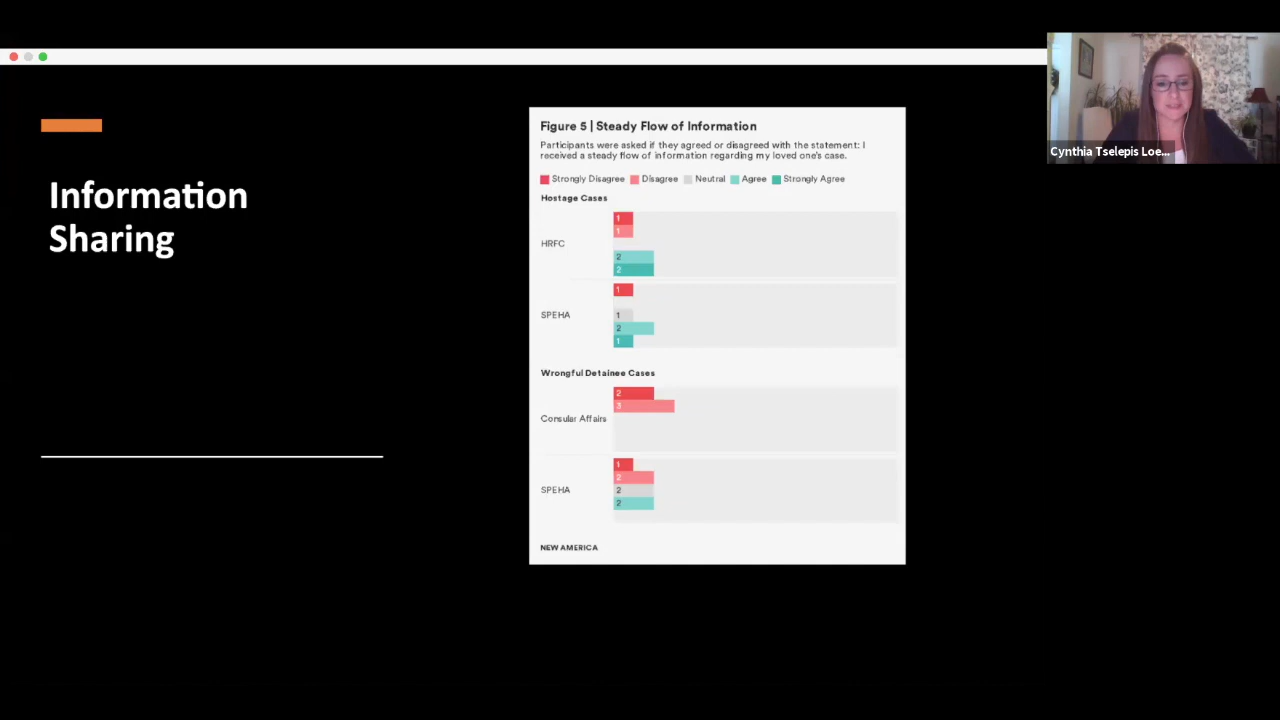 Information
Sharing
Figure 5 | Steady Flow of Information
Participants were asked if they agreed or disagreed with the statement: I
received a steady flow of information regarding my loved one's case.
Strongly Disagree Disagree Neutral Agree Strongly Agree
Hostage Cases
HRFC
1
1
2
2
SPEHA
1
1
2
1
Wrongful Detainee Cases
Consular Affairs
2
3
SPEHA
1
2
2
2
NEW AMERICA
Cynthia Tselepis Loe...